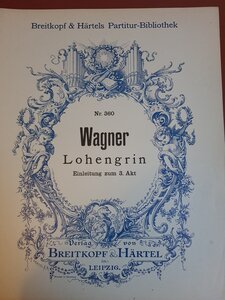 Breitkopf & Härtels Partitur-Bibliothek
Nr. 360
Wagner
Lohengrin
Einleitung zum 3. Akt
Verlag von
BREITKOPF & HÄRTEL
LEIPZIG.